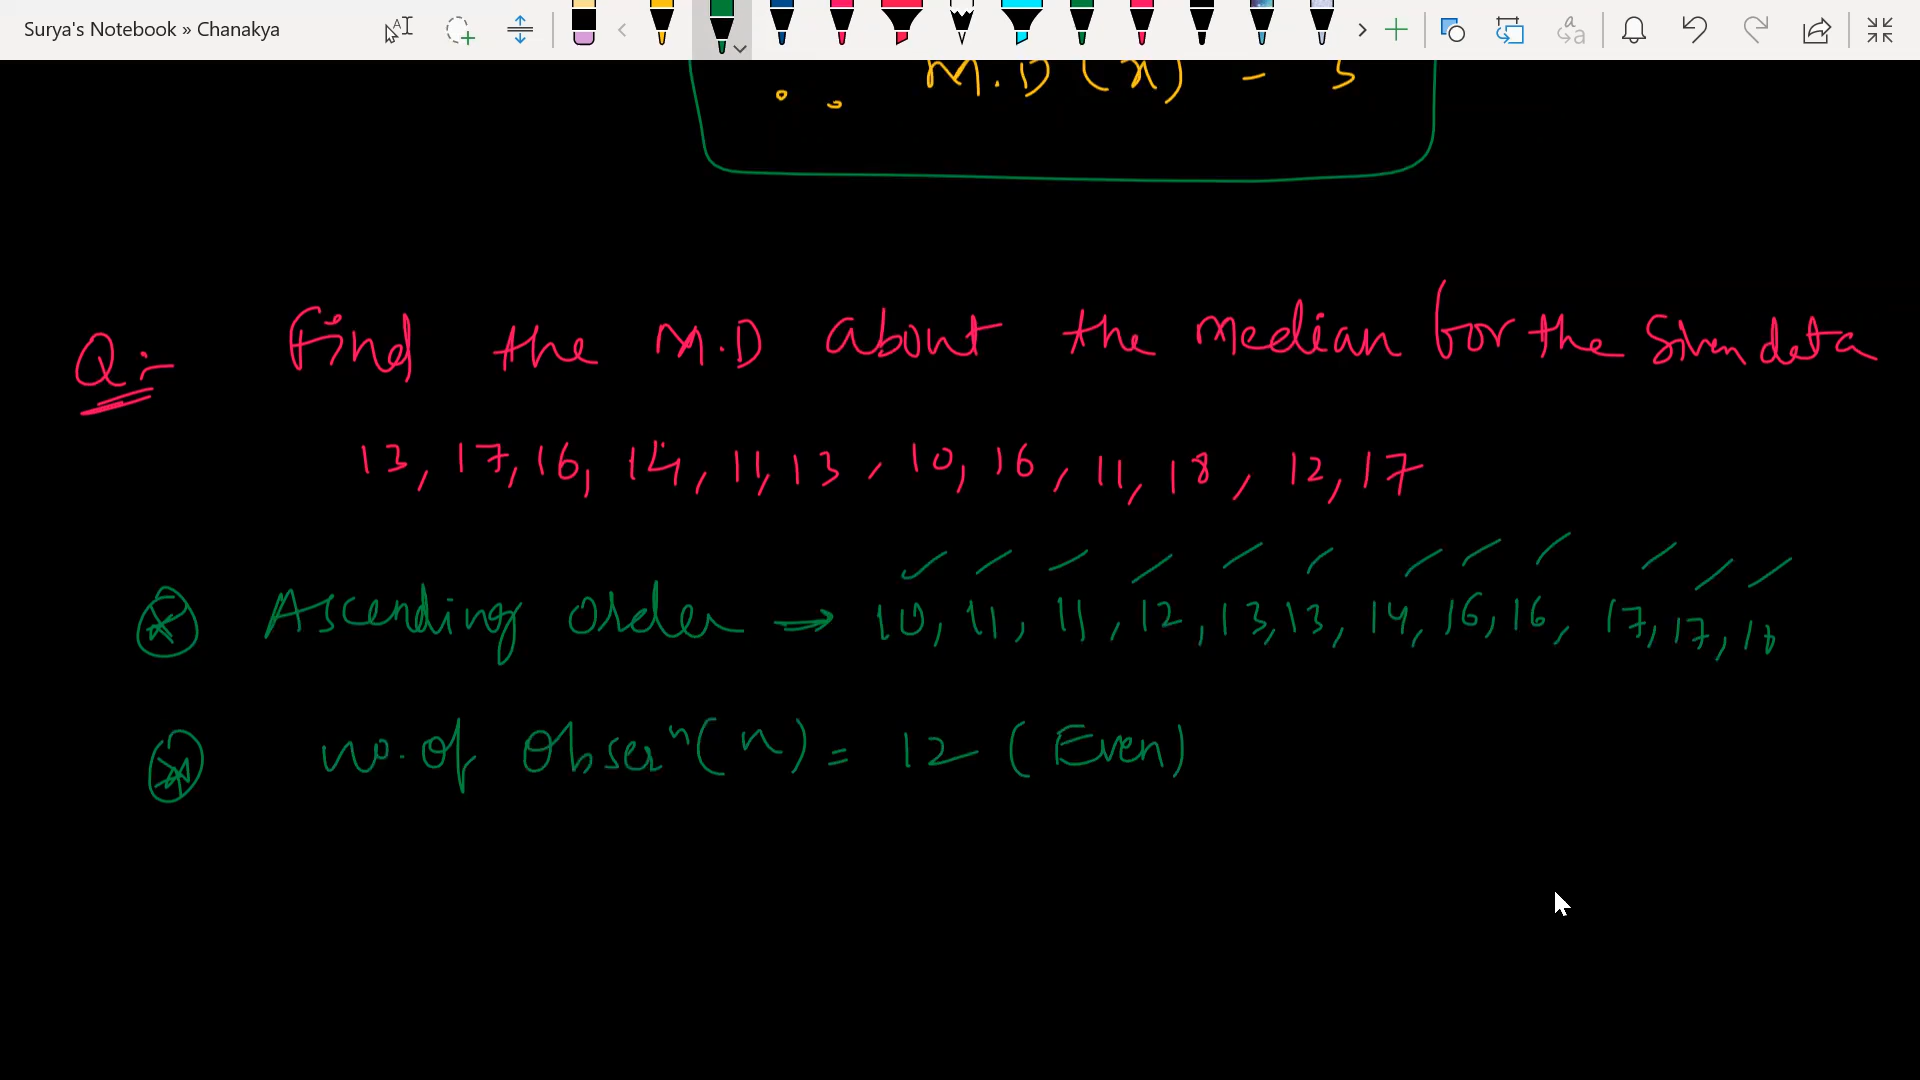 Surya's Notebook » Chanakya
M.D(x) = 3
Q:- Find the M.D about the Median for the given data
13, 17, 16, 14, 11, 13, 10, 16, 11, 18, 12, 17
Ascending Order → 10, 11, 11, 12, 13, 13, 14, 16, 16, 17, 17, 18
no. of Obserⁿ(n) = 12 (Even)